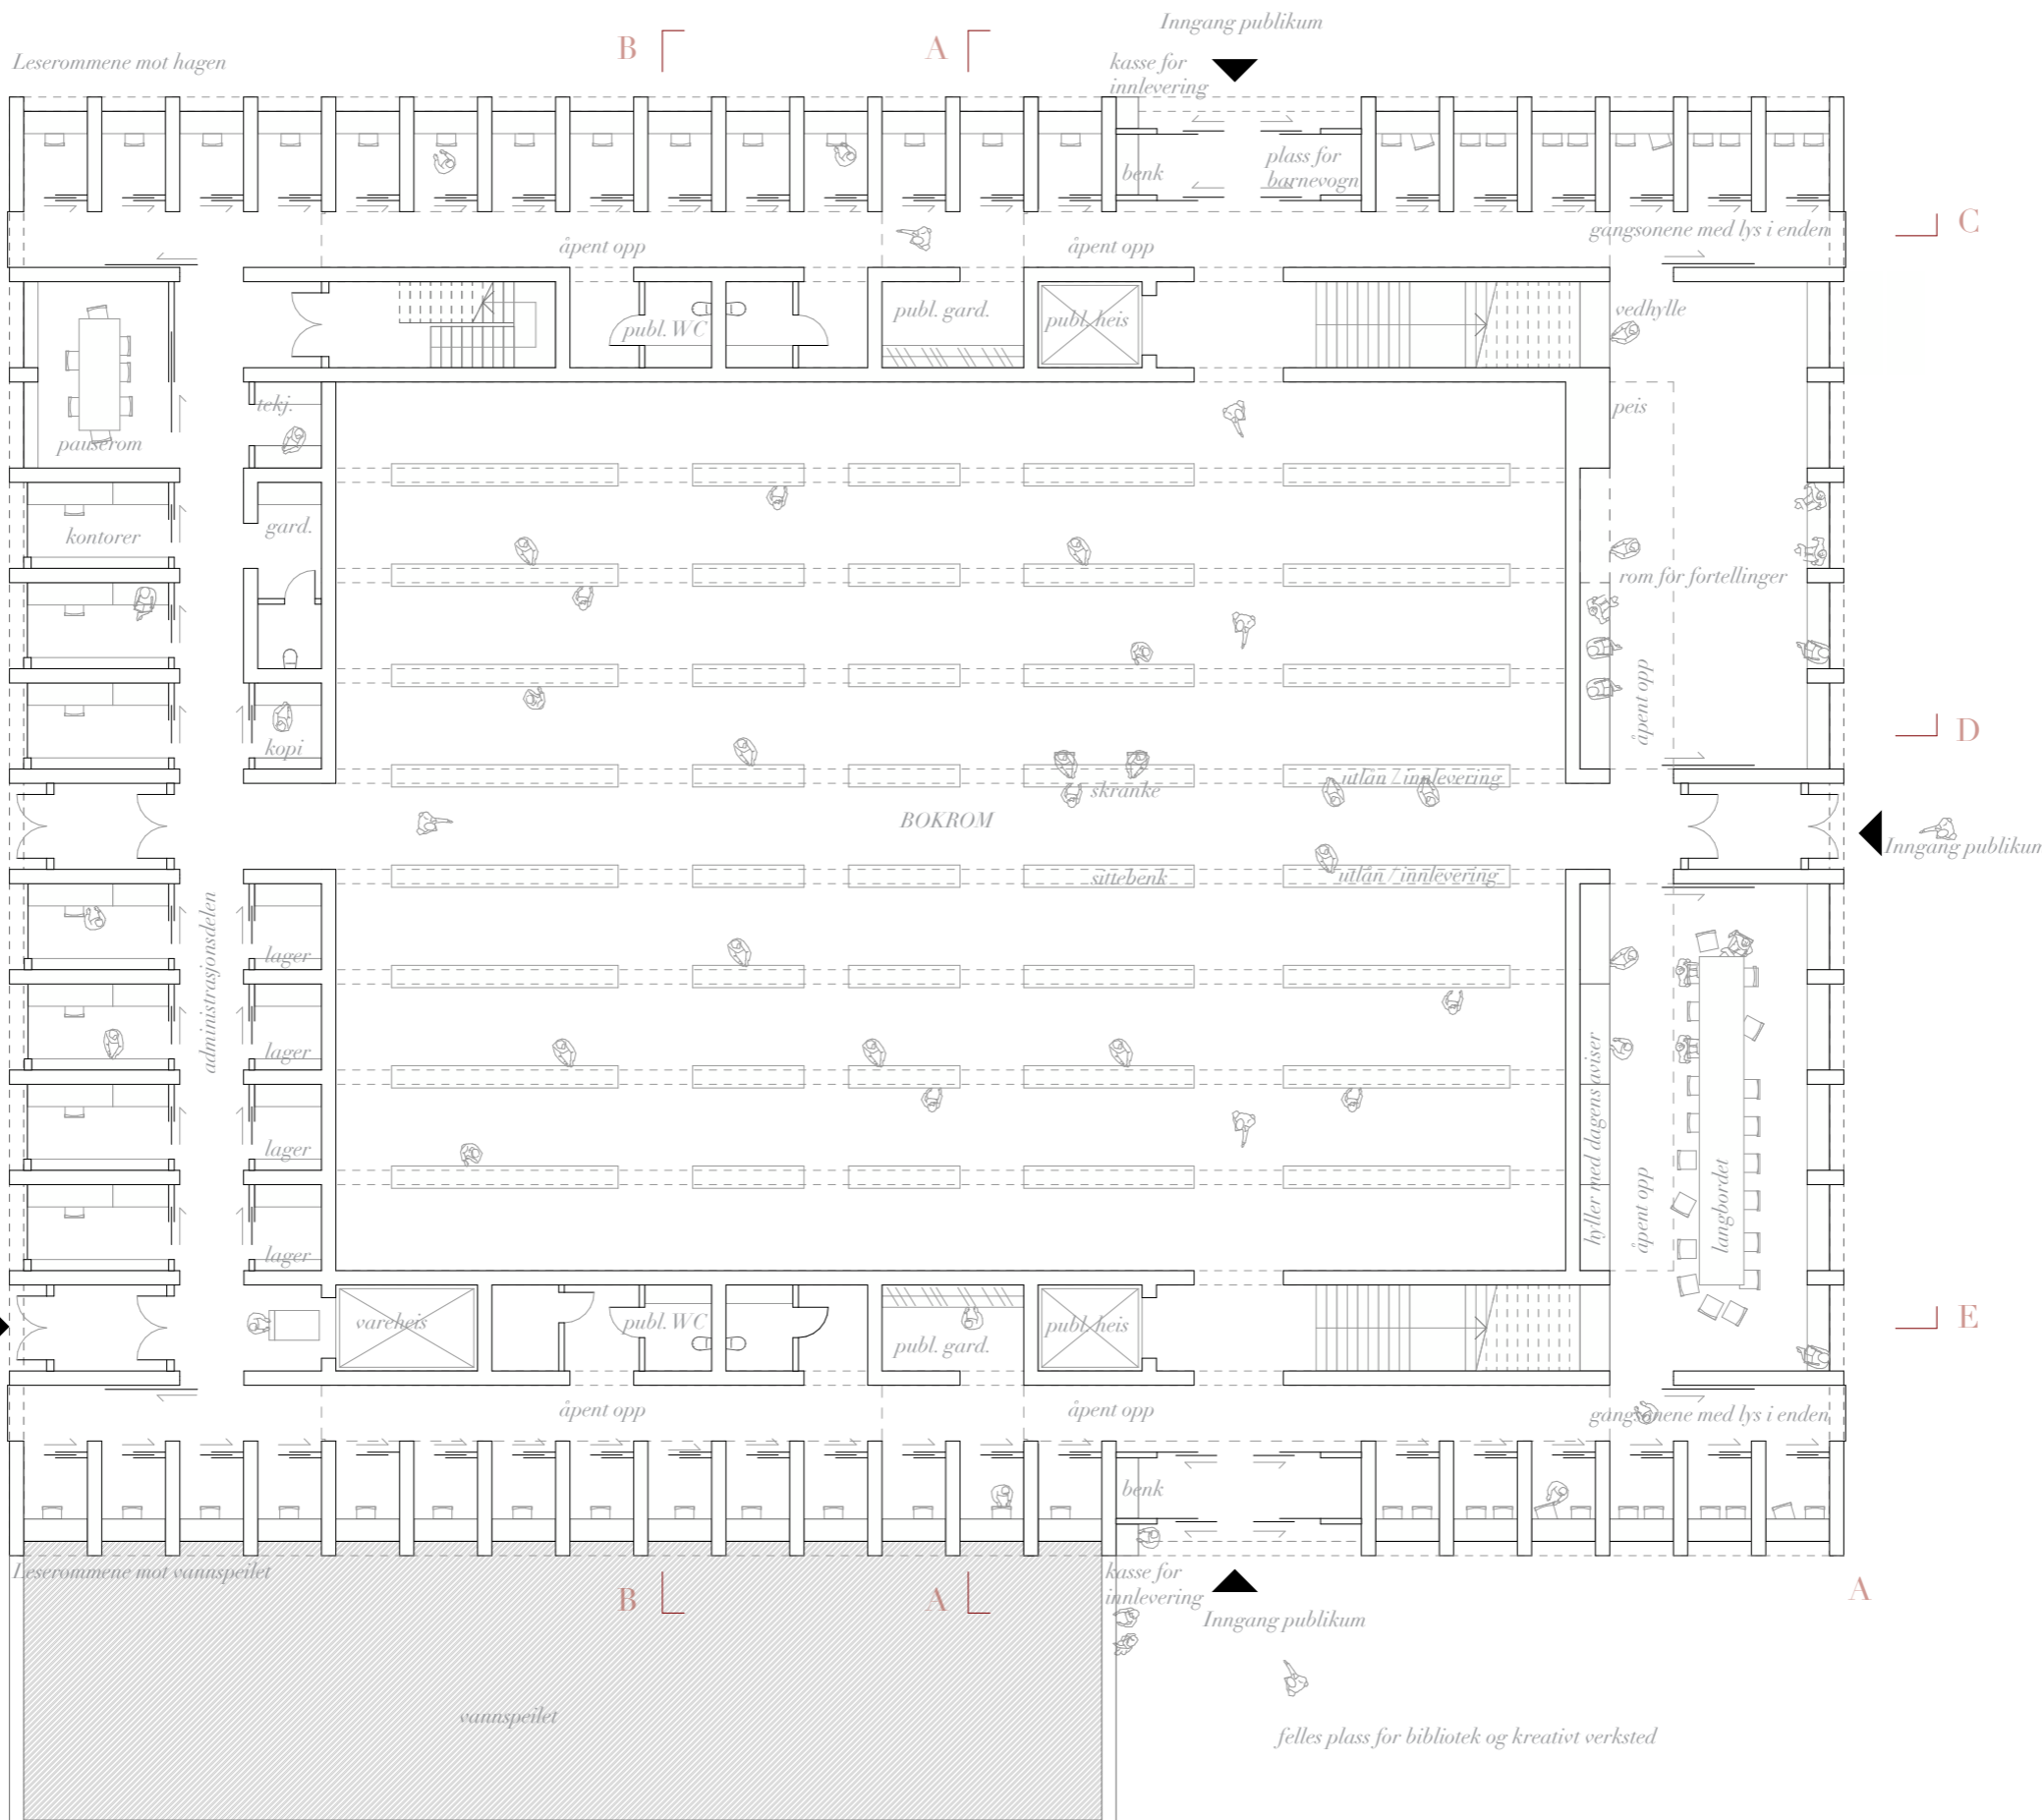 Inngang publikum
B
A
Leserommene mot hagen
kasse for
innlevering
benk
plass for
barnevogn
C
åpent opp
åpent opp
gangsonene med lys i enden
publ. WC
publ. gard.
publ. heis
vedhylle
tekj.
peis
pauserom
kontorer
gard.
rom for fortellinger
åpent opp
D
kopi
skranke
utlån / innlevering
BOKROM
Inngang publikum
sittebenk
utlån / innlevering
administrasjonsdelen
lager
lager
lager
lager
hyller med dagens aviser
åpent opp
langbordet
vareheis
publ. WC
publ. gard.
publ. heis
E
åpent opp
åpent opp
gangsonene med lys i enden
benk
Leserommene mot vannspeilet
B
A
kasse for
innlevering
Inngang publikum
A
vannspeilet
felles plass for bibliotek og kreativt verksted